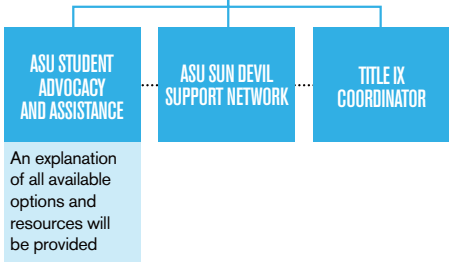 ASU STUDENT
ADVOCACY
AND ASSISTANCE
ASU SUN DEVIL
SUPPORT NETWORK
TITLE IX
COORDINATOR
An explanation
of all available
options and
resources will
be provided